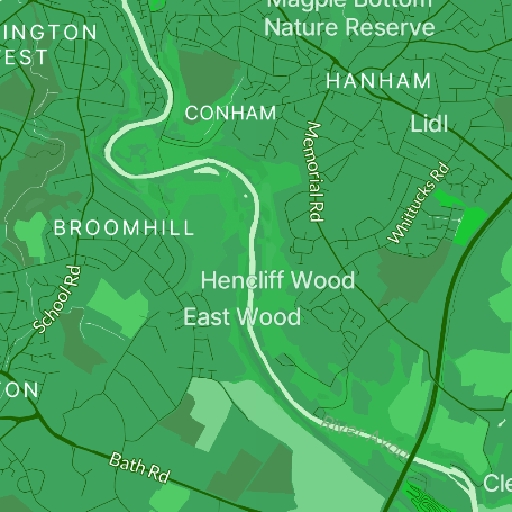 Magpie Bottom
Nature Reserve
INGTON
EST
HANHAM
CONHAM
Lidl
Memorial Rd
Whittucks Rd
BROOMHILL
School Rd
Hencliff Wood
East Wood
TON
River Avon
Bath Rd
Cle